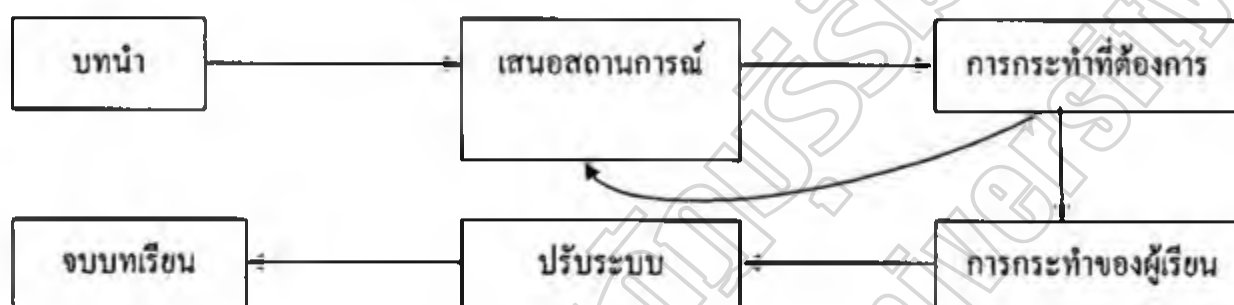 บทนำ
เสนอสถานการณ์
การกระทำที่ต้องการ
จบบทเรียน
ปรับระบบ
การกระทำของผู้เรียน